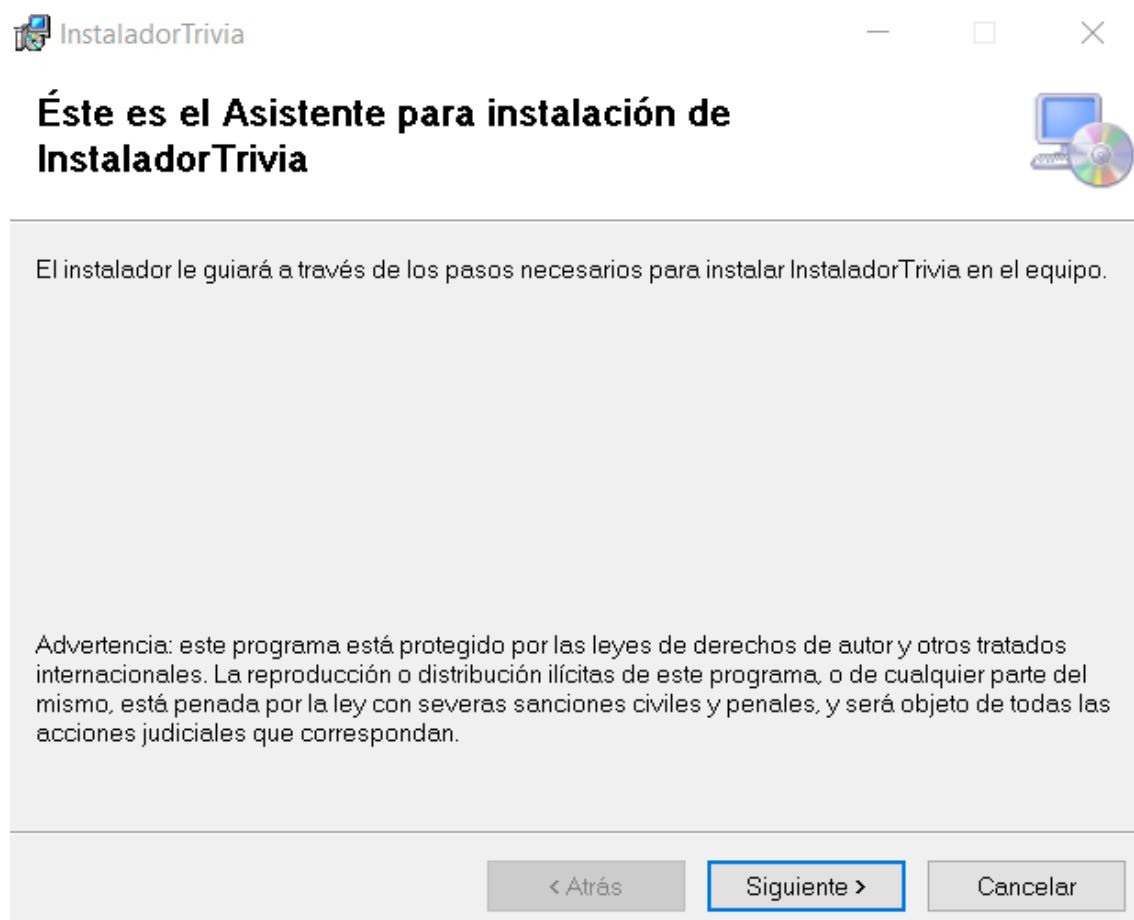 InstaladorTrivia
Éste es el Asistente para instalación de
InstaladorTrivia
El instalador le guiará a través de los pasos necesarios para instalar InstaladorTrivia en el equipo.
Advertencia: este programa está protegido por las leyes de derechos de autor y otros tratados
internacionales. La reproducción o distribución ilícitas de este programa, o de cualquier parte del
mismo, está penada por la ley con severas sanciones civiles y penales, y será objeto de todas las
acciones judiciales que correspondan.
< Atrás
Siguiente >
Cancelar